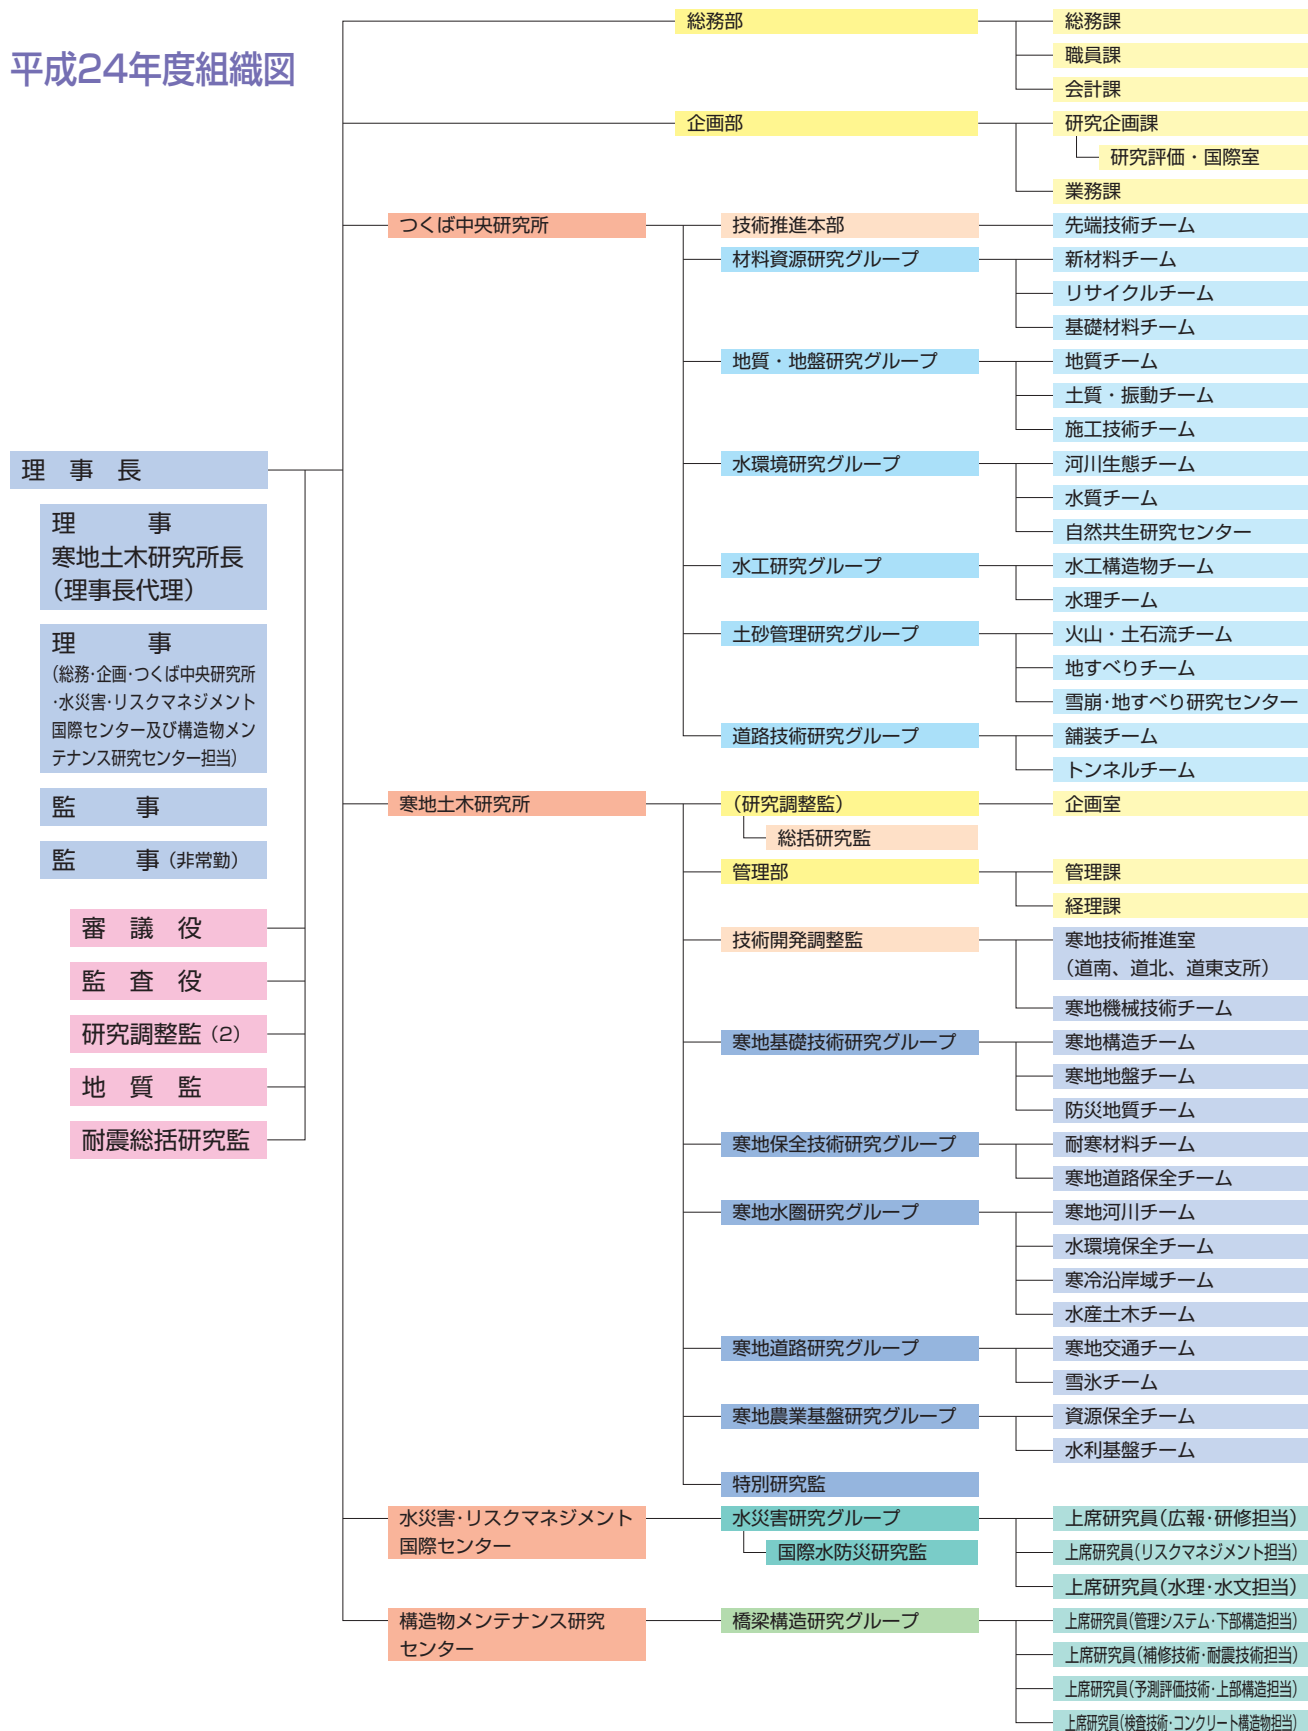 平成24年度組織図
理事長
理事
寒地土木研究所長
(理事長代理)
理事
(総務・企画・つくば中央研究所
・水災害・リスクマネジメント
国際センター及び構造物メン
テナンス研究センター担当)
監事
監事(非常勤)
審議役
監査役
研究調整監(2)
地質監
耐震総括研究監
総務部
総務課
職員課
会計課
企画部
研究企画課
研究評価・国際室
業務課
つくば中央研究所
技術推進本部
先端技術チーム
材料資源研究グループ
新材料チーム
リサイクルチーム
基礎材料チーム
地質・地盤研究グループ
地質チーム
土質・振動チーム
施工技術チーム
水環境研究グループ
河川生態チーム
水質チーム
自然共生研究センター
水工研究グループ
水工構造物チーム
水理チーム
土砂管理研究グループ
火山・土石流チーム
地すべりチーム
雪崩・地すべり研究センター
道路技術研究グループ
舗装チーム
トンネルチーム
寒地土木研究所
(研究調整監)
企画室
総括研究監
管理部
管理課
経理課
技術開発調整監
寒地技術推進室
(道南、道北、道東支所)
寒地機械技術チーム
寒地基礎技術研究グループ
寒地構造チーム
寒地地盤チーム
防災地質チーム
寒地保全技術研究グループ
耐寒材料チーム
寒地道路保全チーム
寒地水圏研究グループ
寒地河川チーム
水環境保全チーム
寒冷沿岸域チーム
水産土木チーム
寒地道路研究グループ
寒地交通チーム
雪氷チーム
寒地農業基盤研究グループ
資源保全チーム
水利基盤チーム
特別研究監
水災害・リスクマネジメント
国際センター
水災害研究グループ
国際水防災研究監
上席研究員(広報・研修担当)
上席研究員(リスクマネジメント担当)
上席研究員(水理・水文担当)
構造物メンテナンス研究
センター
橋梁構造研究グループ
上席研究員(管理システム・下部構造担当)
上席研究員(補修技術・耐震技術担当)
上席研究員(予測評価技術・上部構造担当)
上席研究員(検査技術・コンクリート構造物担当)